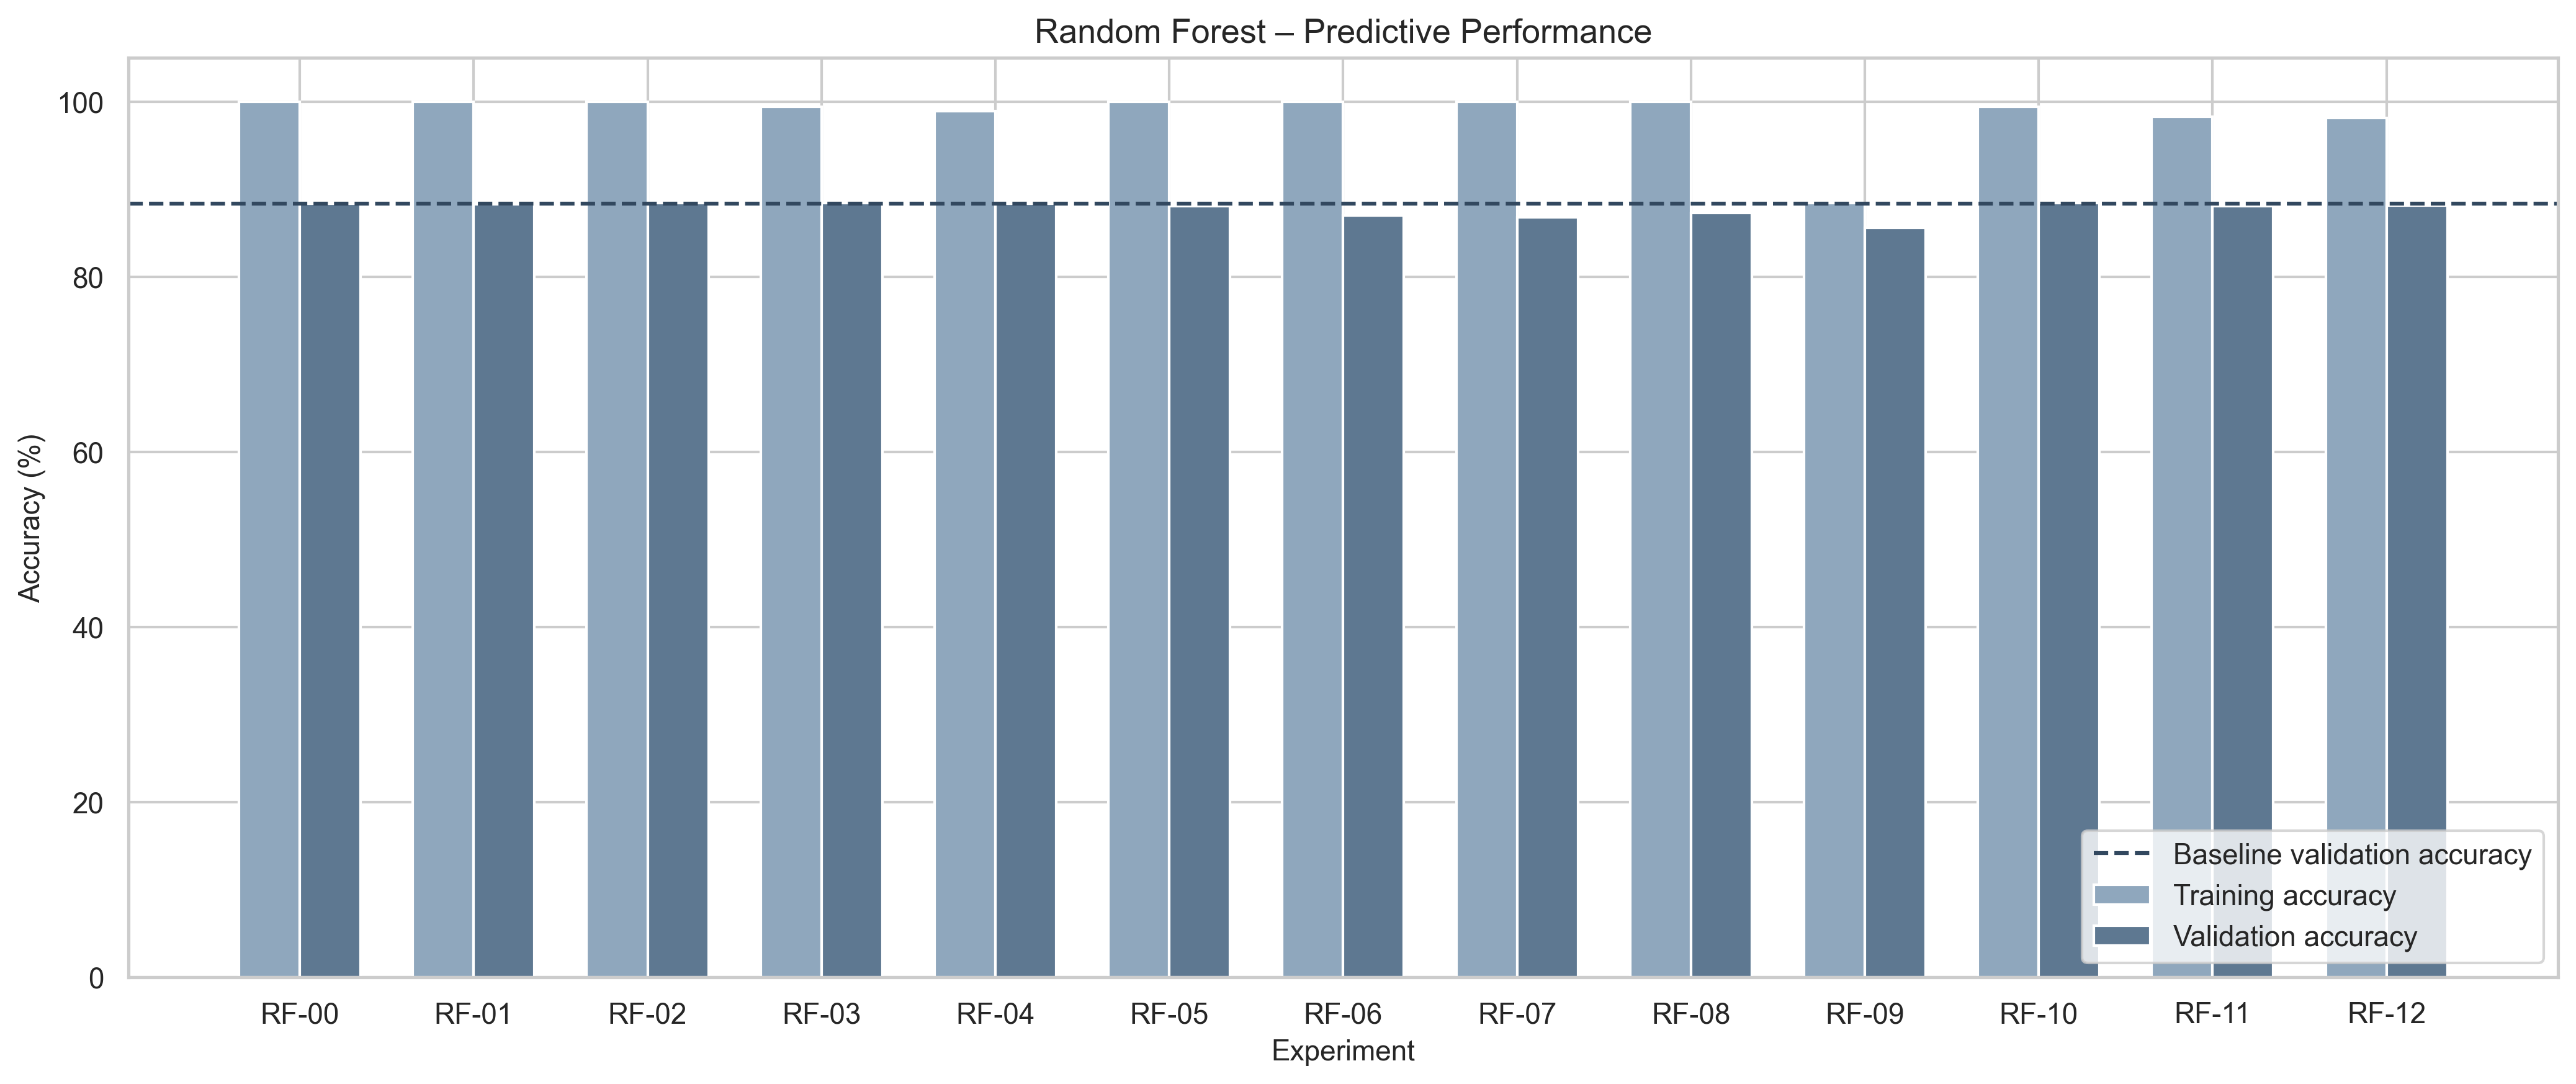 Random Forest – Predictive Performance
Accuracy (%)
100
80
60
40
20
0
Baseline validation accuracy
Training accuracy
Validation accuracy
RF-00 RF-01 RF-02 RF-03 RF-04 RF-05 RF-06 RF-07 RF-08 RF-09 RF-10 RF-11 RF-12
Experiment